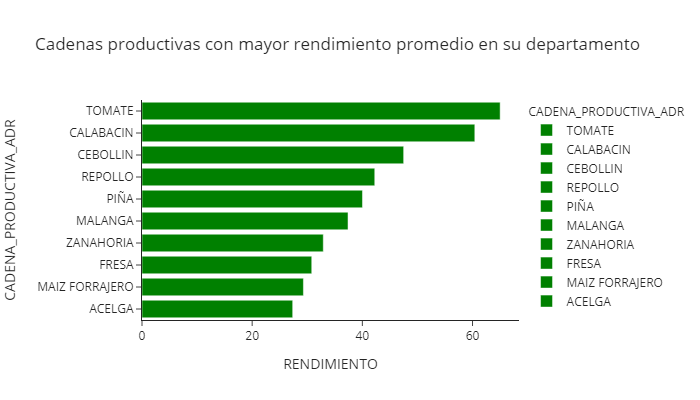 Cadenas productivas con mayor rendimiento promedio en su departamento
CADENA_PRODUCTIVA_ADR
TOMATE
CALABACIN
CEBOLLIN
REPOLLO
PIÑA
MALANGA
ZANAHORIA
FRESA
MAIZ FORRAJERO
ACELGA
0 20 40 60
RENDIMIENTO
CADENA_PRODUCTIVA_ADR
TOMATE
CALABACIN
CEBOLLIN
REPOLLO
PIÑA
MALANGA
ZANAHORIA
FRESA
MAIZ FORRAJERO
ACELGA